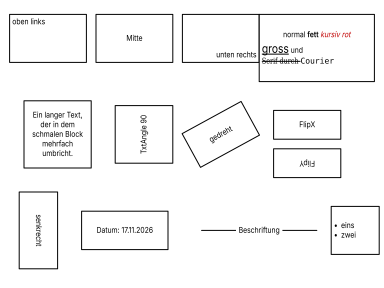 oben links
Mitte
unten rechts
normal fett kursiv rot
gross und
Serif durch Courier
Ein langer Text,
der in dem
schmalen Block
mehrfach
umbricht.
TxtAngle 90
gedreht
FlipX
FlipY
senkrecht
Datum: 17.11.2026
Beschriftung
• eins
• zwei